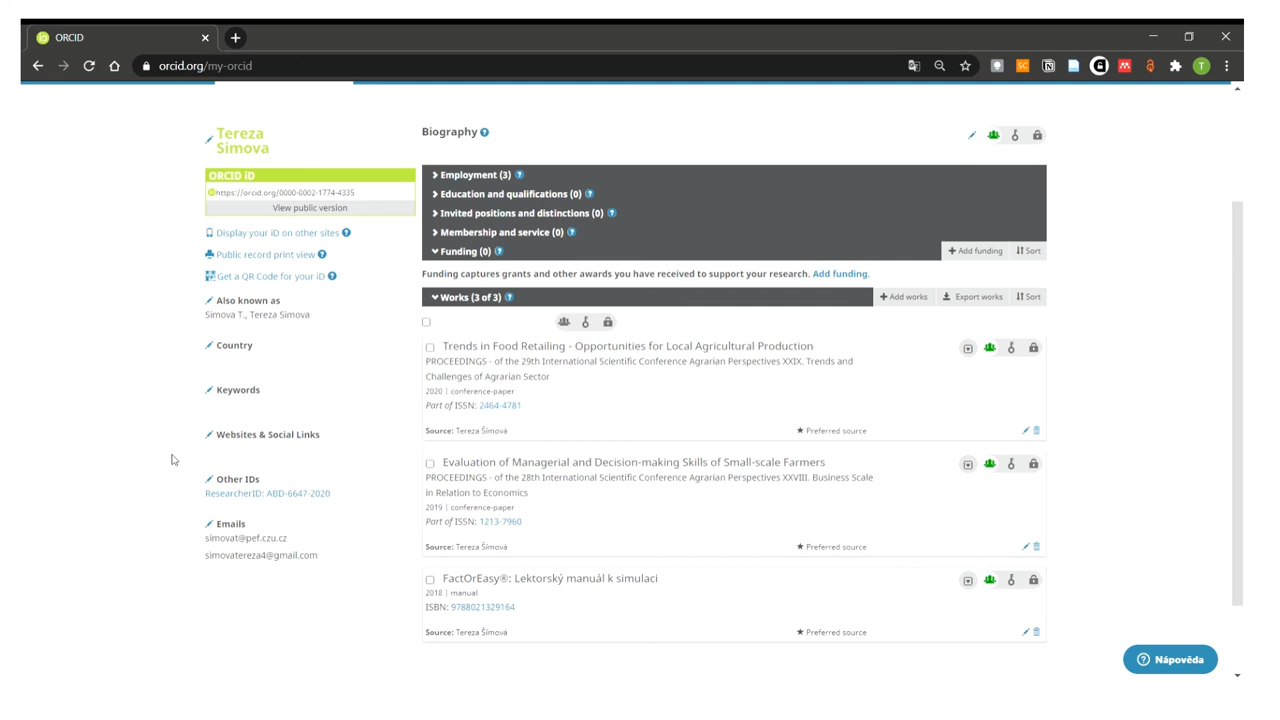 ORCID
orcid.org/my-orcid
SC
T
Tereza
Simova
ORCID iD
https://orcid.org/0000-0002-1774-4335
View public version
Display your iD on other sites
Public record print view
Get a QR Code for your iD
Also known as
Simova T., Tereza Simova
Country
Keywords
Websites & Social Links
Other IDs
ResearcherID: ABD-6647-2020
Emails
simovat@pef.czu.cz
simovatereza4@gmail.com
Biography
Employment (3)
Education and qualifications (0)
Invited positions and distinctions (0)
Membership and service (0)
Funding (0)
Add funding
Sort
Funding captures grants and other awards you have received to support your research. Add funding.
Works (3 of 3)
Add works
Export works
Sort
Trends in Food Retailing - Opportunities for Local Agricultural Production
PROCEEDINGS - of the 29th International Scientific Conference Agrarian Perspectives XXIX. Trends and
Challenges of Agrarian Sector
2020 | conference-paper
Part of ISSN: 2464-4781
Source: Tereza Šímová
Preferred source
Evaluation of Managerial and Decision-making Skills of Small-scale Farmers
PROCEEDINGS - of the 28th International Scientific Conference Agrarian Perspectives XXVIII. Business Scale
in Relation to Economics
2019 | conference-paper
Part of ISSN: 1213-7960
Source: Tereza Šímová
Preferred source
FactOrEasy®: Lektorský manuál k simulaci
2018 | manual
ISBN: 9788021329164
Source: Tereza Šímová
Preferred source
Nápověda